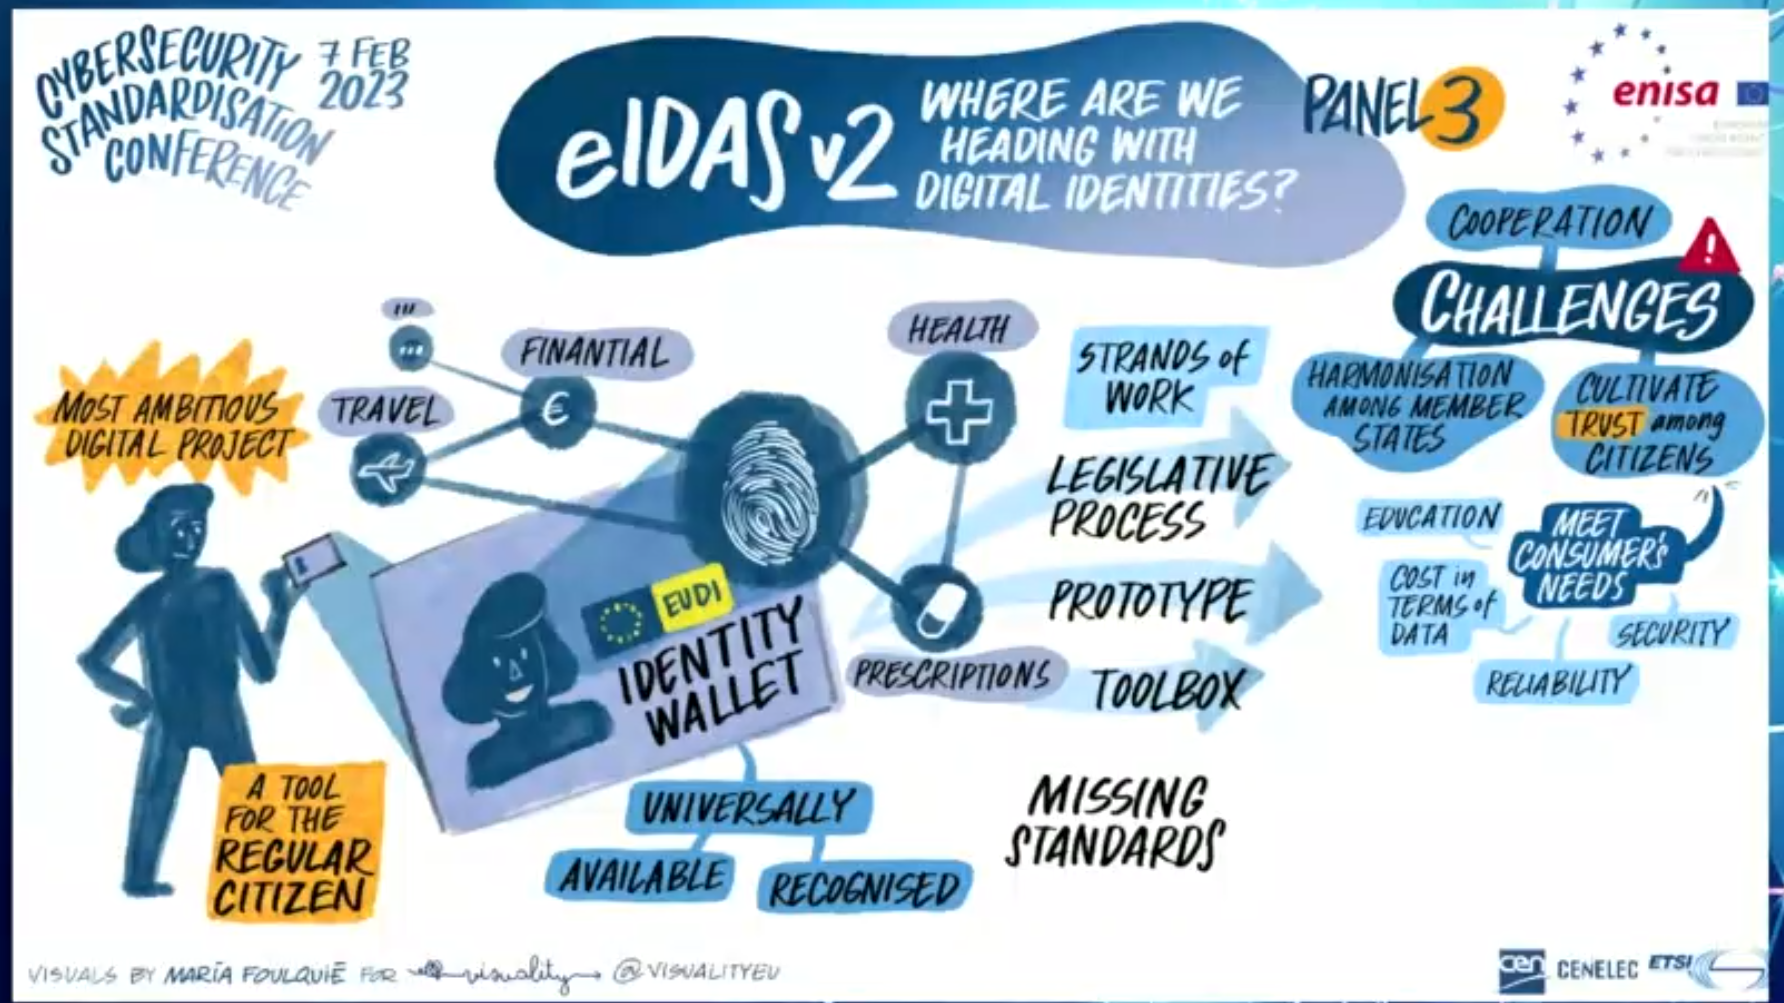 CYBERSECURITY
STANDARDISATION
CONFERENCE
7 FEB
2023
eIDAS v2
WHERE ARE WE
HEADING WITH
DIGITAL IDENTITIES?
PANEL 3
enisa
COOPERATION
CHALLENGES
HARMONISATION
AMONG MEMBER
STATES
CULTIVATE
TRUST among
CITIZENS
MEET
CONSUMER'S
NEEDS
EDUCATION
COST in
TERMS of
DATA
RELIABILITY
SECURITY
MOST AMBITIOUS
DIGITAL PROJECT
...
TRAVEL
FINANTIAL
€
HEALTH
PRESCRIPTIONS
EUDI
IDENTITY
WALLET
A TOOL
FOR THE
REGULAR
CITIZEN
UNIVERSALLY
AVAILABLE
RECOGNISED
STRANDS of
WORK
LEGISLATIVE
PROCESS
PROTOTYPE
TOOLBOX
MISSING
STANDARDS
VISUALS BY MARÍA FOULQUIÉ FOR visuality @VISUALITYEU
cen
CENELEC
ETSI